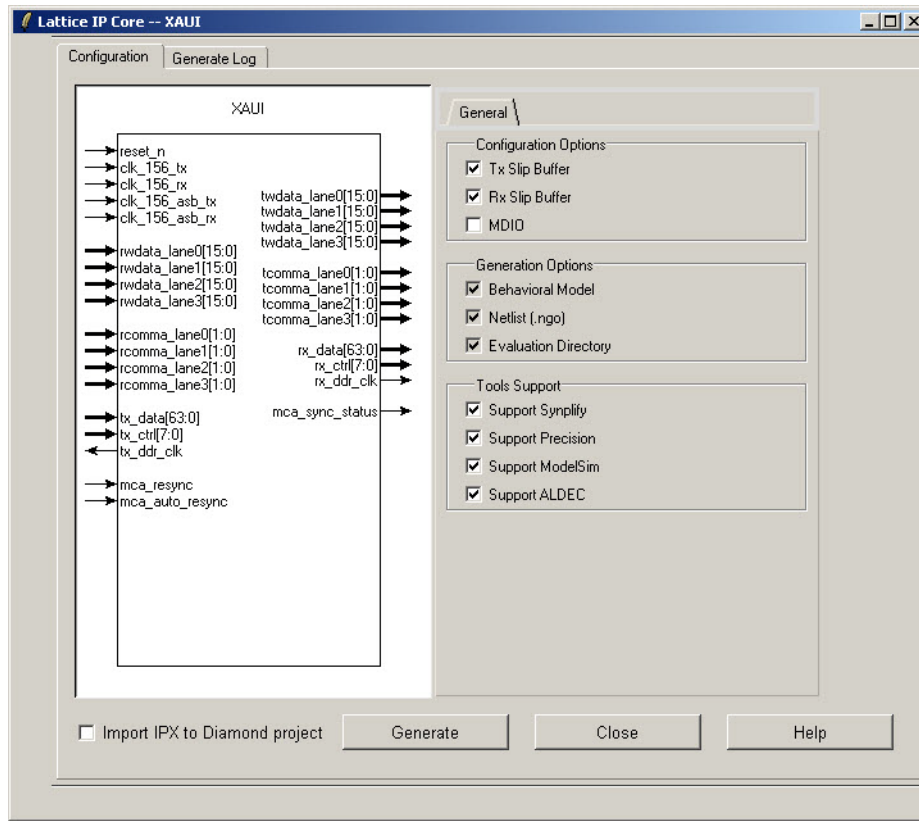 Lattice IP Core -- XAUI
Configuration
Generate Log
XAUI
reset_n
clk_156_tx
clk_156_rx
clk_156_asb_tx
clk_156_asb_rx
rwdata_lane0[15:0]
rwdata_lane1[15:0]
rwdata_lane2[15:0]
rwdata_lane3[15:0]
rcomma_lane0[1:0]
rcomma_lane1[1:0]
rcomma_lane2[1:0]
rcomma_lane3[1:0]
tx_data[63:0]
tx_ctrl[7:0]
tx_ddr_clk
mca_resync
mca_auto_resync
twdata_lane0[15:0]
twdata_lane1[15:0]
twdata_lane2[15:0]
twdata_lane3[15:0]
tcomma_lane0[1:0]
tcomma_lane1[1:0]
tcomma_lane2[1:0]
tcomma_lane3[1:0]
rx_data[63:0]
rx_ctrl[7:0]
rx_ddr_clk
mca_sync_status
General
Configuration Options
Tx Slip Buffer
Rx Slip Buffer
MDIO
Generation Options
Behavioral Model
Netlist (.ngo)
Evaluation Directory
Tools Support
Support Synplify
Support Precision
Support ModelSim
Support ALDEC
Import IPX to Diamond project
Generate
Close
Help